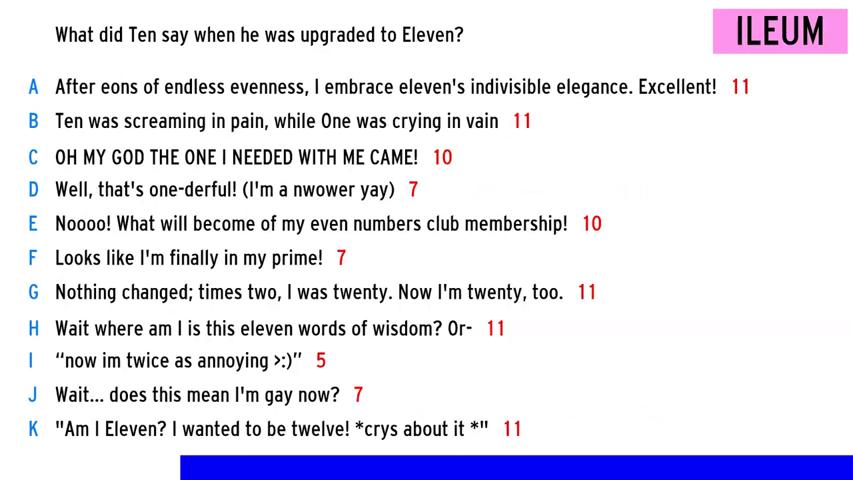 What did Ten say when he was upgraded to Eleven?
ILEUM
A After eons of endless evenness, I embrace eleven's indivisible elegance. Excellent! 11
B Ten was screaming in pain, while One was crying in vain 11
C OH MY GOD THE ONE I NEEDED WITH ME CAME! 10
D Well, that's one-derful! (I'm a nwower yay) 7
E Noooo! What will become of my even numbers club membership! 10
F Looks like I'm finally in my prime! 7
G Nothing changed; times two, I was twenty. Now I'm twenty, too. 11
H Wait where am I is this eleven words of wisdom? Or- 11
I “now im twice as annoying >:)” 5
J Wait... does this mean I'm gay now? 7
K "Am I Eleven? I wanted to be twelve! *crys about it *" 11